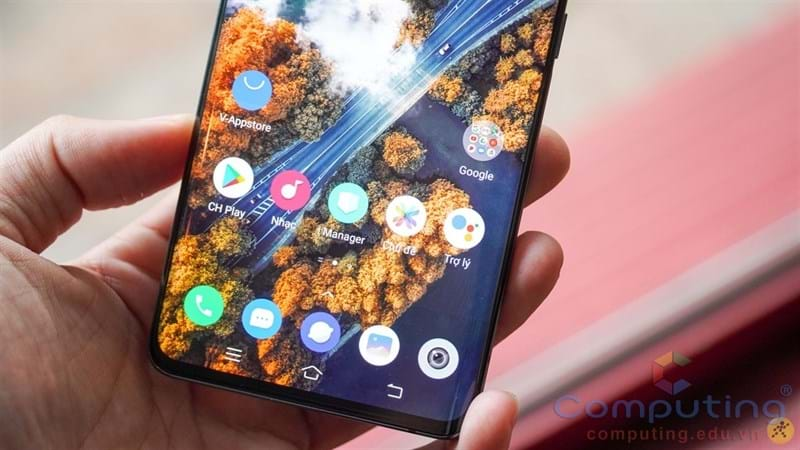 V-Appstore
Google
CH Play
Nhạc
i Manager
Chủ đề
Trợ lý
Computing®
computing.edu.vn